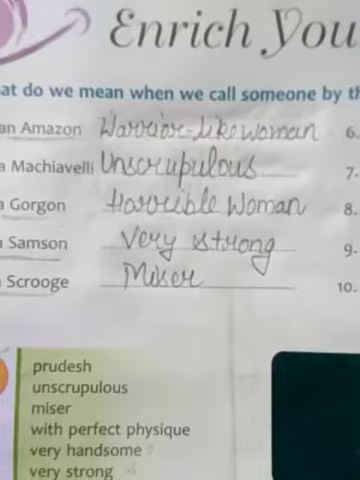 Enrich You
at do we mean when we call someone by th
an Amazon Warrior-like woman 6.
a Machiavelli Unscrupulous 7.
a Gorgon Horrible Woman 8.
Samson Very strong 9.
Scrooge Miser 10.
prudesh
unscrupulous
miser
with perfect physique
very handsome
very strong